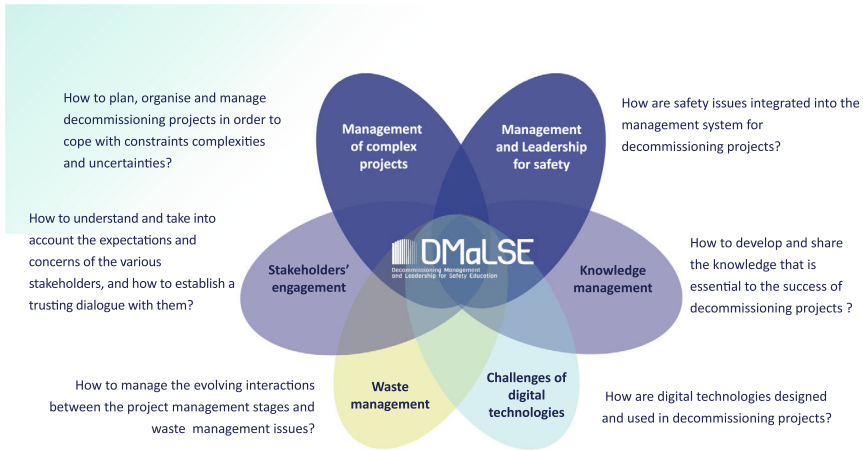 How to plan, organise and manage
decommissioning projects in order to
cope with constraints complexities
and uncertainties?
Management
of complex
projects
Management
and Leadership
for safety
How are safety issues integrated into the
management system for
decommissioning projects?
How to understand and take into
account the expectations and
concerns of the various
stakeholders, and how to establish a
trusting dialogue with them?
Stakeholders'
engagement
DMaLSE
Decommissioning Management
and Leadership for Safety Education
Knowledge
management
How to develop and share
the knowledge that is
essential to the success of
decommissioning projects ?
How to manage the evolving interactions
between the project management stages and
waste management issues?
Waste
management
Challenges of
digital
technologies
How are digital technologies designed
and used in decommissioning projects?